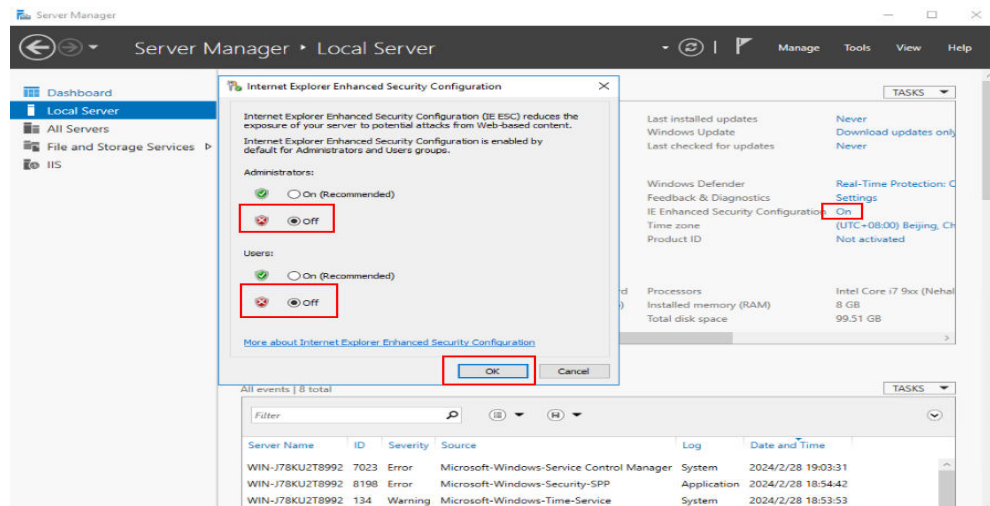 Server Manager
Server Manager • Local Server
Manage Tools View Help
Dashboard
Local Server
All Servers
File and Storage Services
IIS
Internet Explorer Enhanced Security Configuration
Internet Explorer Enhanced Security Configuration (IE ESC) reduces the
exposure of your server to potential attacks from Web-based content.
Internet Explorer Enhanced Security Configuration is enabled by
default for Administrators and Users groups.
Administrators:
On (Recommended)
Off
Users:
On (Recommended)
Off
More about Internet Explorer Enhanced Security Configuration
OK Cancel
TASKS
Last installed updates Never
Windows Update Download updates only
Last checked for updates Never
Windows Defender Real-Time Protection:
Feedback & Diagnostics Settings
IE Enhanced Security Configuration On
Time zone (UTC+08:00) Beijing, Ch
Product ID Not activated
Processors Intel Core i7 9xx (Nehal
Installed memory (RAM) 8 GB
Total disk space 99.51 GB
All events | 8 total
TASKS
Filter
Server Name ID Severity Source Log Date and Time
WIN-J78KU2T8992 7023 Error Microsoft-Windows-Service Control Manager System 2024/2/28 19:03:31
WIN-J78KU2T8992 8198 Error Microsoft-Windows-Security-SPP Application 2024/2/28 18:54:42
WIN-J78KU2T8992 134 Warning Microsoft-Windows-Time-Service System 2024/2/28 18:53:53